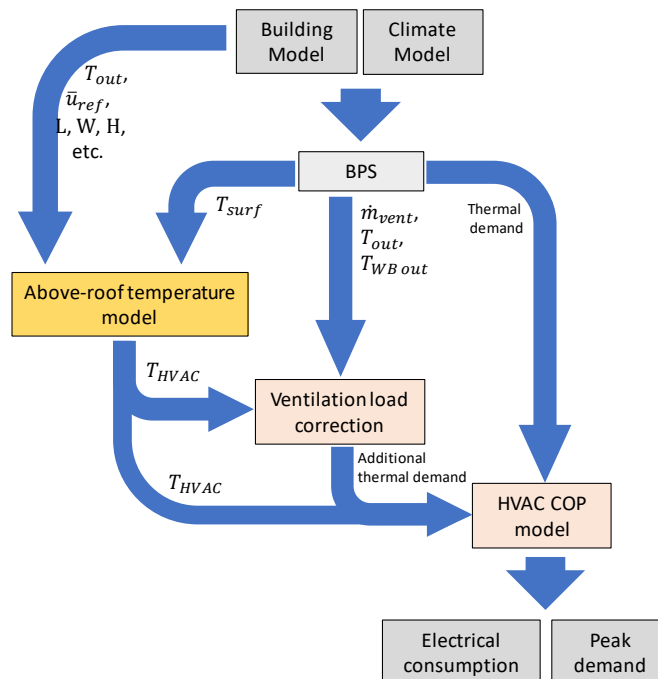 Building
Model
Climate
Model
T_out,
ū_ref,
L, W, H,
etc.
BPS
T_surf
ṁ_vent,
T_out,
T_WB out
Thermal
demand
Above-roof temperature
model
T_HVAC
Ventilation load
correction
T_HVAC
Additional
thermal demand
HVAC COP
model
Electrical
consumption
Peak
demand